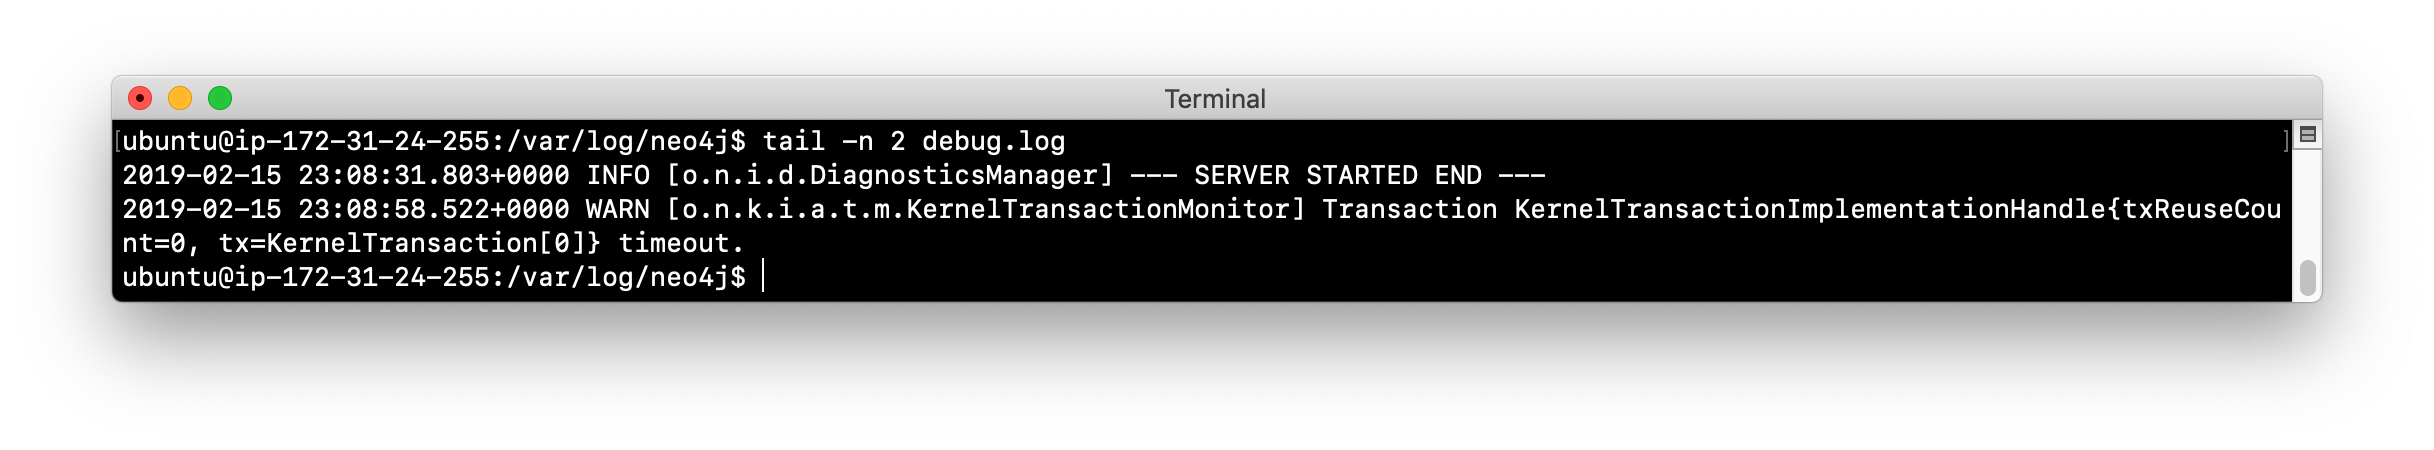 Terminal
[ubuntu@ip-172-31-24-255:/var/log/neo4j$ tail -n 2 debug.log ]
2019-02-15 23:08:31.803+0000 INFO [o.n.i.d.DiagnosticsManager] --- SERVER STARTED END ---
2019-02-15 23:08:58.522+0000 WARN [o.n.k.i.a.t.m.KernelTransactionMonitor] Transaction KernelTransactionImplementationHandle{txReuseCou
nt=0, tx=KernelTransaction[0]} timeout.
ubuntu@ip-172-31-24-255:/var/log/neo4j$